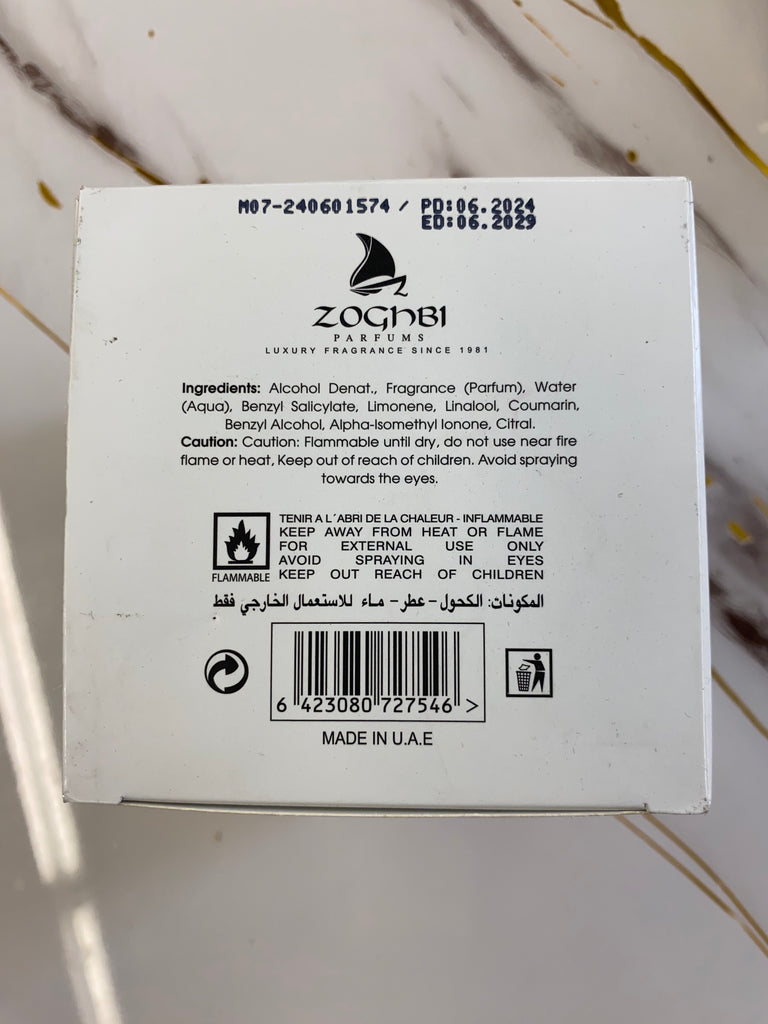 M07-240601574 / PD:06.2024
ED:06.2029
ZOGHBI
PARFUMS
LUXURY FRAGRANCE SINCE 1981
Ingredients: Alcohol Denat., Fragrance (Parfum), Water
(Aqua), Benzyl Salicylate, Limonene, Linalool, Coumarin,
Benzyl Alcohol, Alpha-Isomethyl Ionone, Citral.
Caution: Caution: Flammable until dry, do not use near fire
flame or heat, Keep out of reach of children. Avoid spraying
towards the eyes.
TENIR A L´ABRI DE LA CHALEUR - INFLAMMABLE
KEEP AWAY FROM HEAT OR FLAME
FOR EXTERNAL USE ONLY
AVOID SPRAYING IN EYES
KEEP OUT REACH OF CHILDREN
FLAMMABLE
المكونات: الكحول - عطر - ماء للاستعمال الخارجي فقط
6 423080 727546 >
MADE IN U.A.E